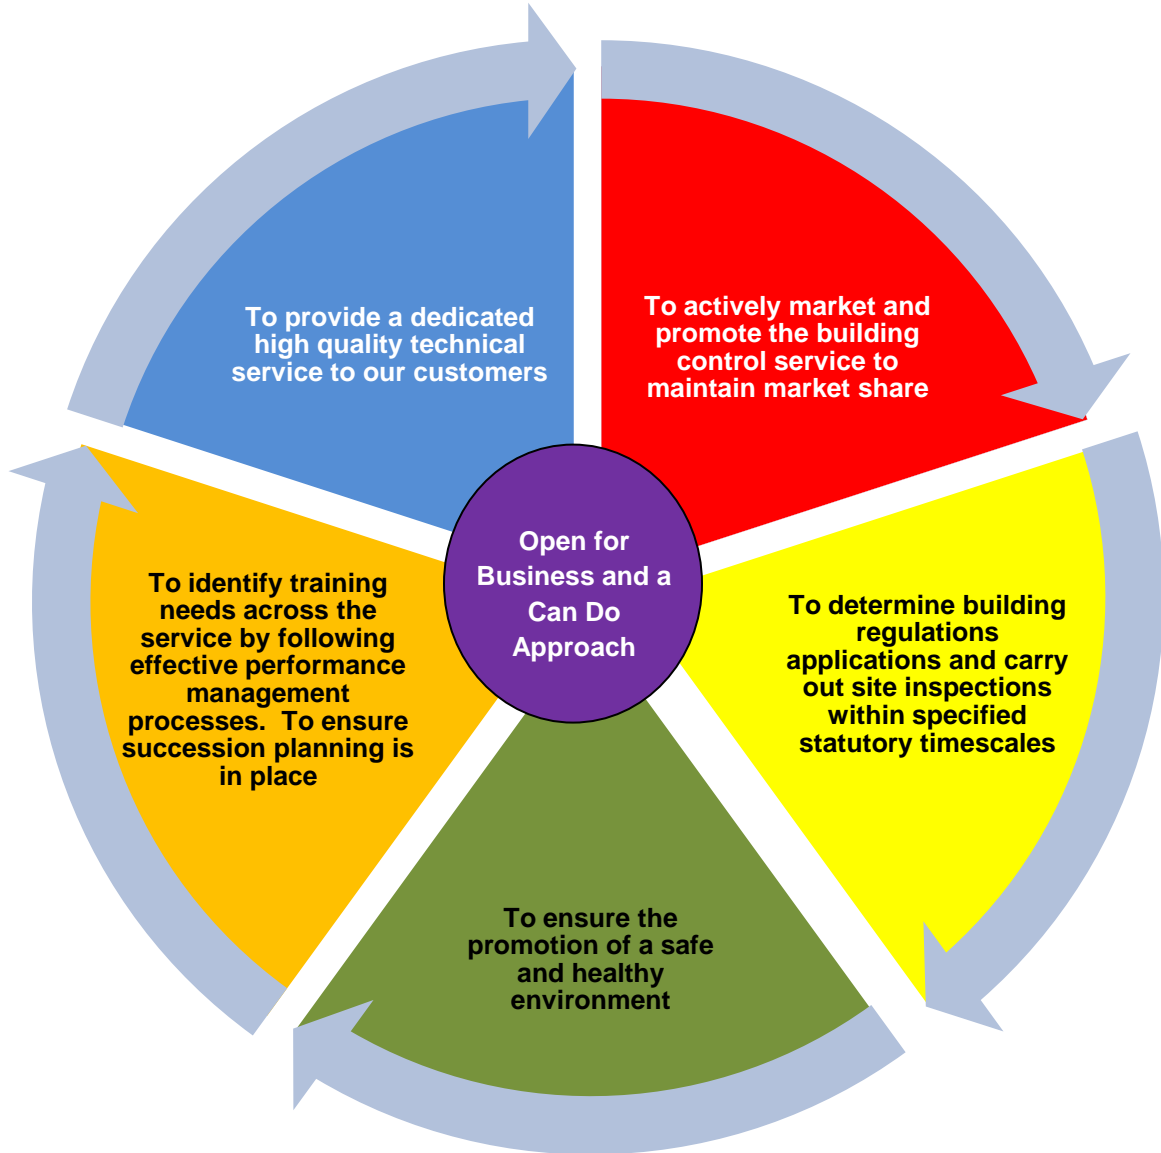 To provide a dedicated
high quality technical
service to our customers
To actively market and
promote the building
control service to
maintain market share
Open for
Business and a
Can Do
Approach
To identify training
needs across the
service by following
effective performance
management
processes.  To ensure
succession planning is
in place
To determine building
regulations
applications and carry
out site inspections
within specified
statutory timescales
To ensure the
promotion of a safe
and healthy
environment